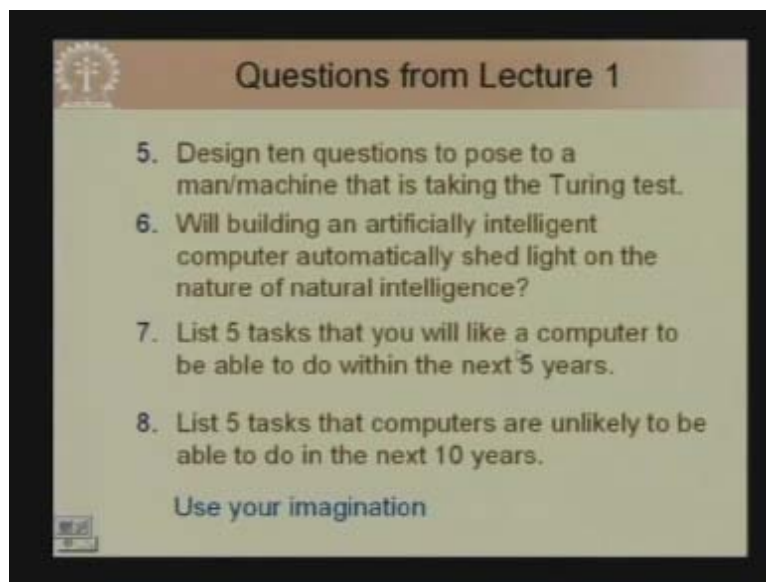 Questions from Lecture 1
5. Design ten questions to pose to a
man/machine that is taking the Turing test.
6. Will building an artificially intelligent
computer automatically shed light on the
nature of natural intelligence?
7. List 5 tasks that you will like a computer to
be able to do within the next 5 years.
8. List 5 tasks that computers are unlikely to be
able to do in the next 10 years.
Use your imagination